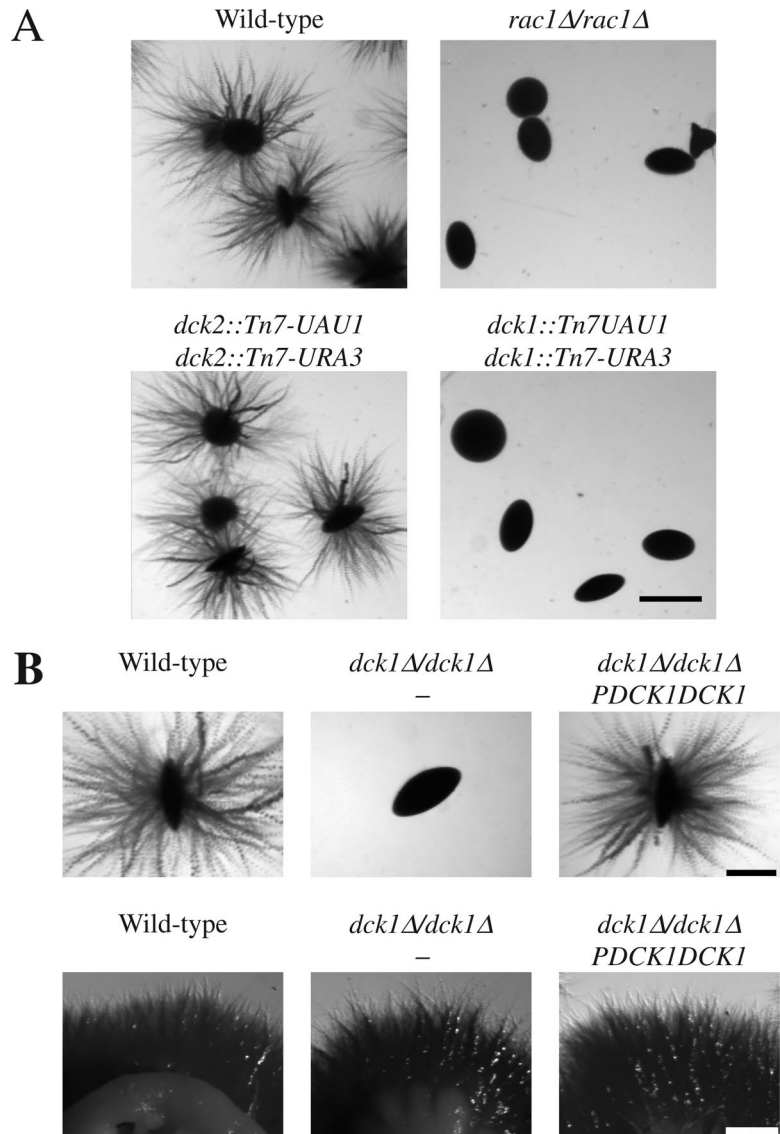 A
Wild-type rac1Δ/rac1Δ
dck2::Tn7-UAU1 dck1::Tn7UAU1
dck2::Tn7-URA3 dck1::Tn7-URA3
B
Wild-type dck1Δ/dck1Δ dck1Δ/dck1Δ
– PDCK1DCK1
Wild-type dck1Δ/dck1Δ dck1Δ/dck1Δ
– PDCK1DCK1